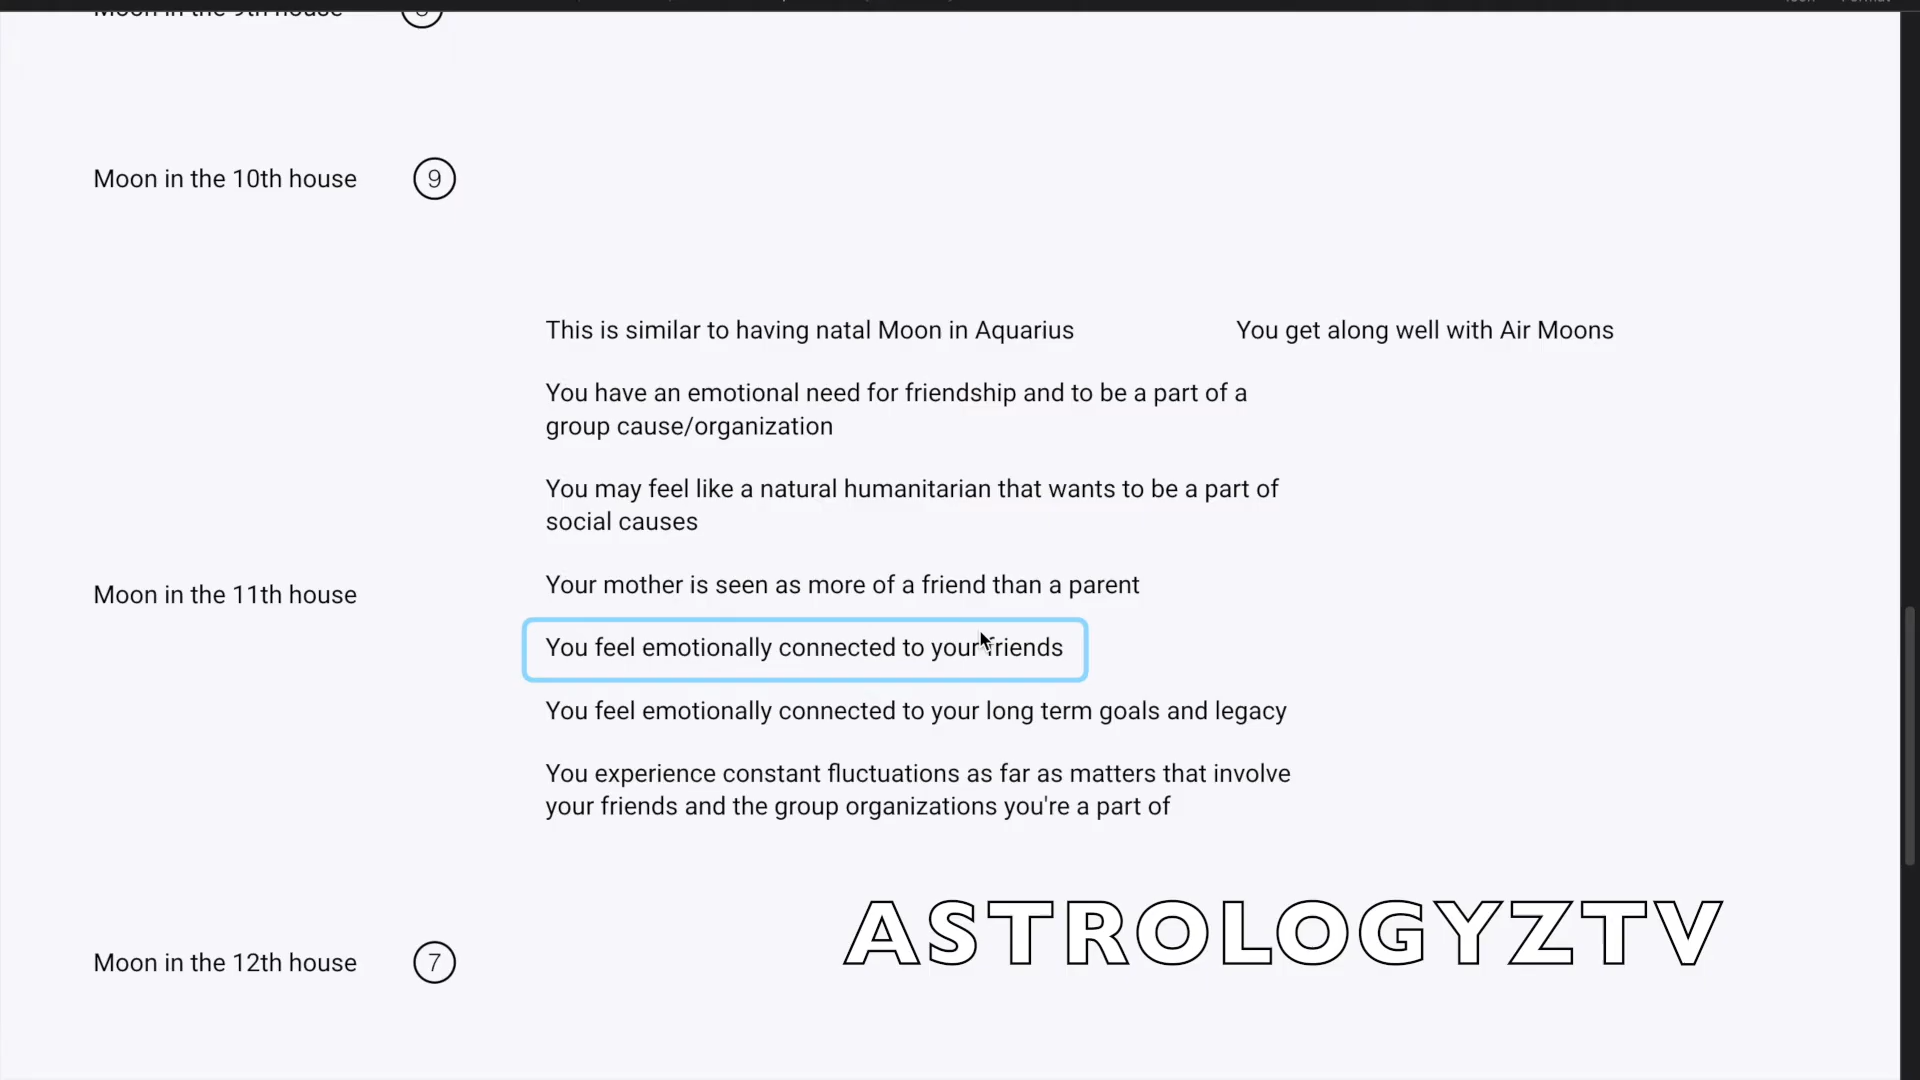 Moon in the 9th house
Moon in the 10th house 9
This is similar to having natal Moon in Aquarius You get along well with Air Moons
You have an emotional need for friendship and to be a part of a
group cause/organization
You may feel like a natural humanitarian that wants to be a part of
social causes
Your mother is seen as more of a friend than a parent
Moon in the 11th house
You feel emotionally connected to your friends
You feel emotionally connected to your long term goals and legacy
You experience constant fluctuations as far as matters that involve
your friends and the group organizations you're a part of
ASTROLOGYZTV
Moon in the 12th house 7